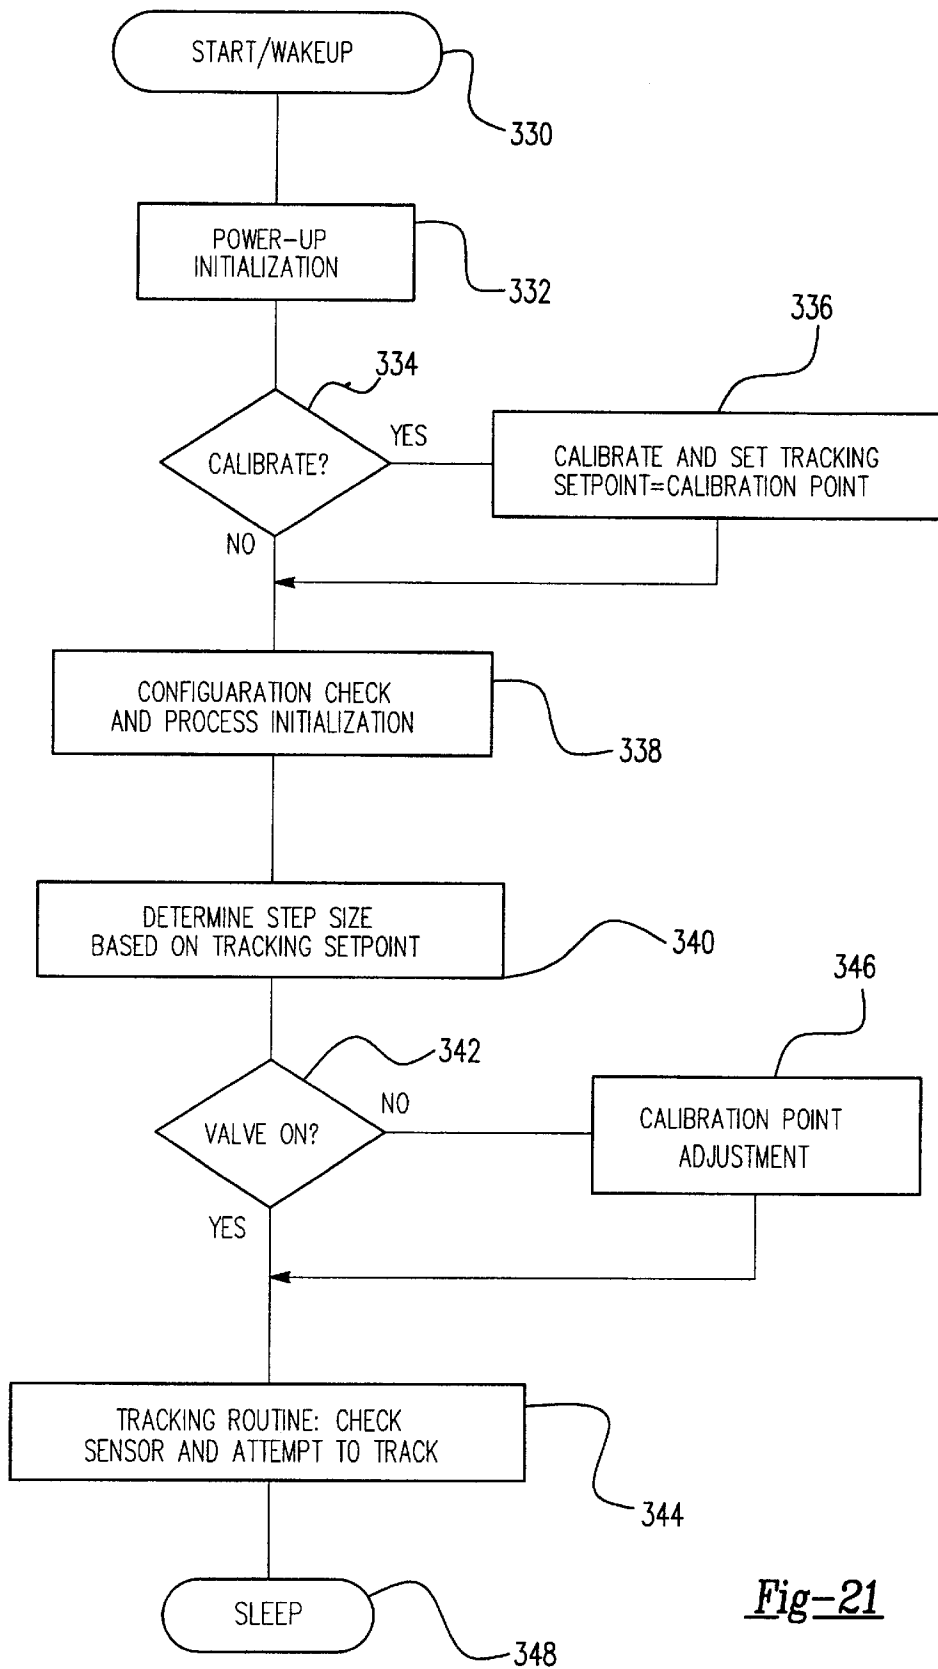 START/WAKEUP
330
POWER-UP
INITIALIZATION
332
334
336
CALIBRATE?
YES
CALIBRATE AND SET TRACKING
SETPOINT=CALIBRATION POINT
NO
CONFIGUARATION CHECK
AND PROCESS INITIALIZATION
338
DETERMINE STEP SIZE
BASED ON TRACKING SETPOINT
340
346
342
VALVE ON?
NO
CALIBRATION POINT
ADJUSTMENT
YES
TRACKING ROUTINE: CHECK
SENSOR AND ATTEMPT TO TRACK
344
SLEEP
348
Fig-21